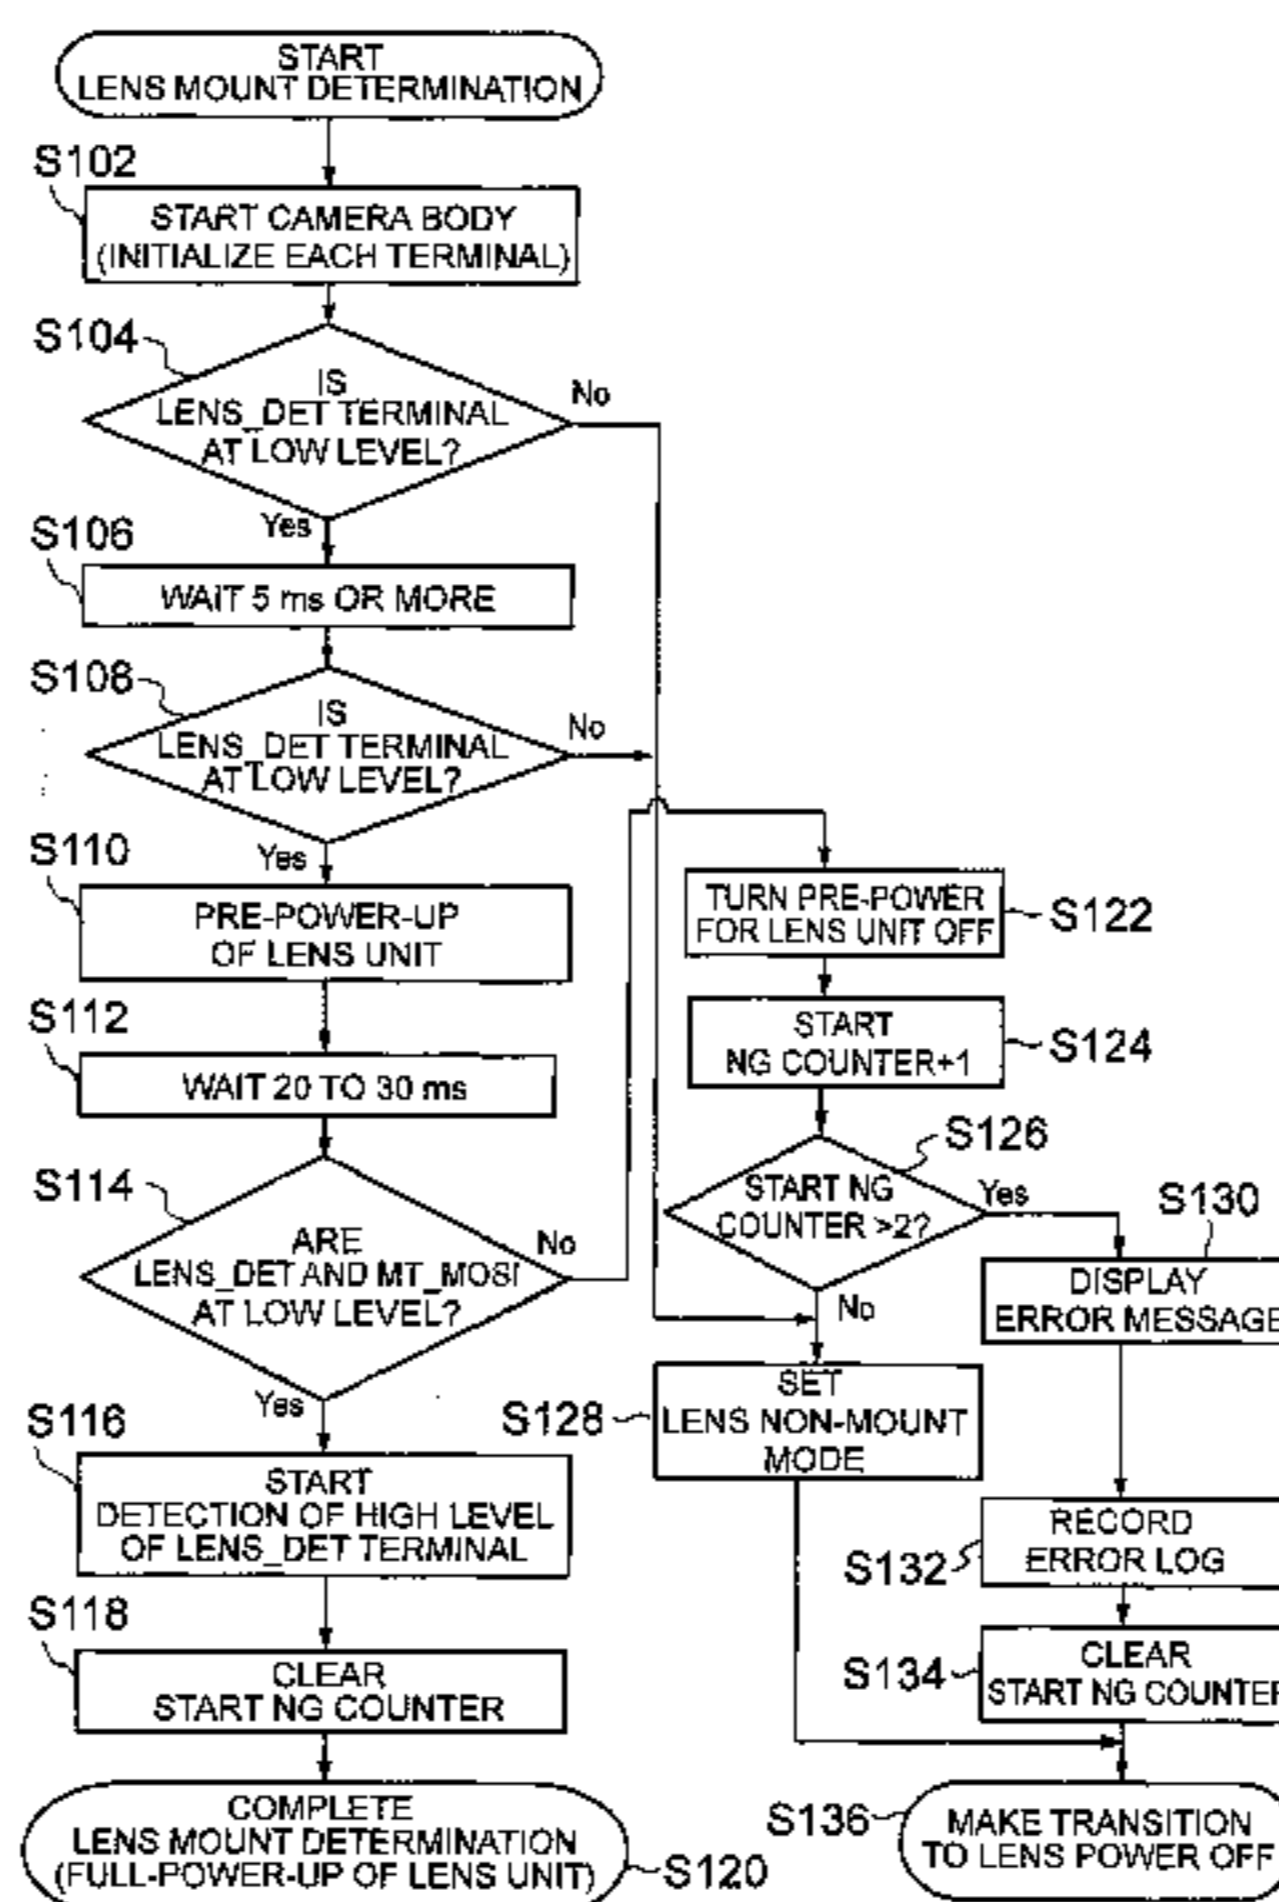 START
LENS MOUNT DETERMINATION
S102
START CAMERA BODY
(INITIALIZE EACH TERMINAL)
S104
IS
LENS_DET TERMINAL
AT LOW LEVEL?
No
Yes
S106
WAIT 5 ms OR MORE
S108
IS
LENS_DET TERMINAL
AT LOW LEVEL?
No
Yes
S110
PRE-POWER-UP
OF LENS UNIT
S112
WAIT 20 TO 30 ms
S114
ARE
LENS_DET AND MT_MOSI
AT LOW LEVEL?
No
Yes
S116
START
DETECTION OF HIGH LEVEL
OF LENS_DET TERMINAL
S118
CLEAR
START NG COUNTER
COMPLETE
LENS MOUNT DETERMINATION
(FULL-POWER-UP OF LENS UNIT)
S120
TURN PRE-POWER
FOR LENS UNIT OFF
S122
START
NG COUNTER+1
S124
S126
START NG
COUNTER >2?
Yes
No
S128
SET
LENS NON-MOUNT
MODE
S130
DISPLAY
ERROR MESSAGE
S132
RECORD
ERROR LOG
S134
CLEAR
START NG COUNTER
S136
MAKE TRANSITION
TO LENS POWER OFF